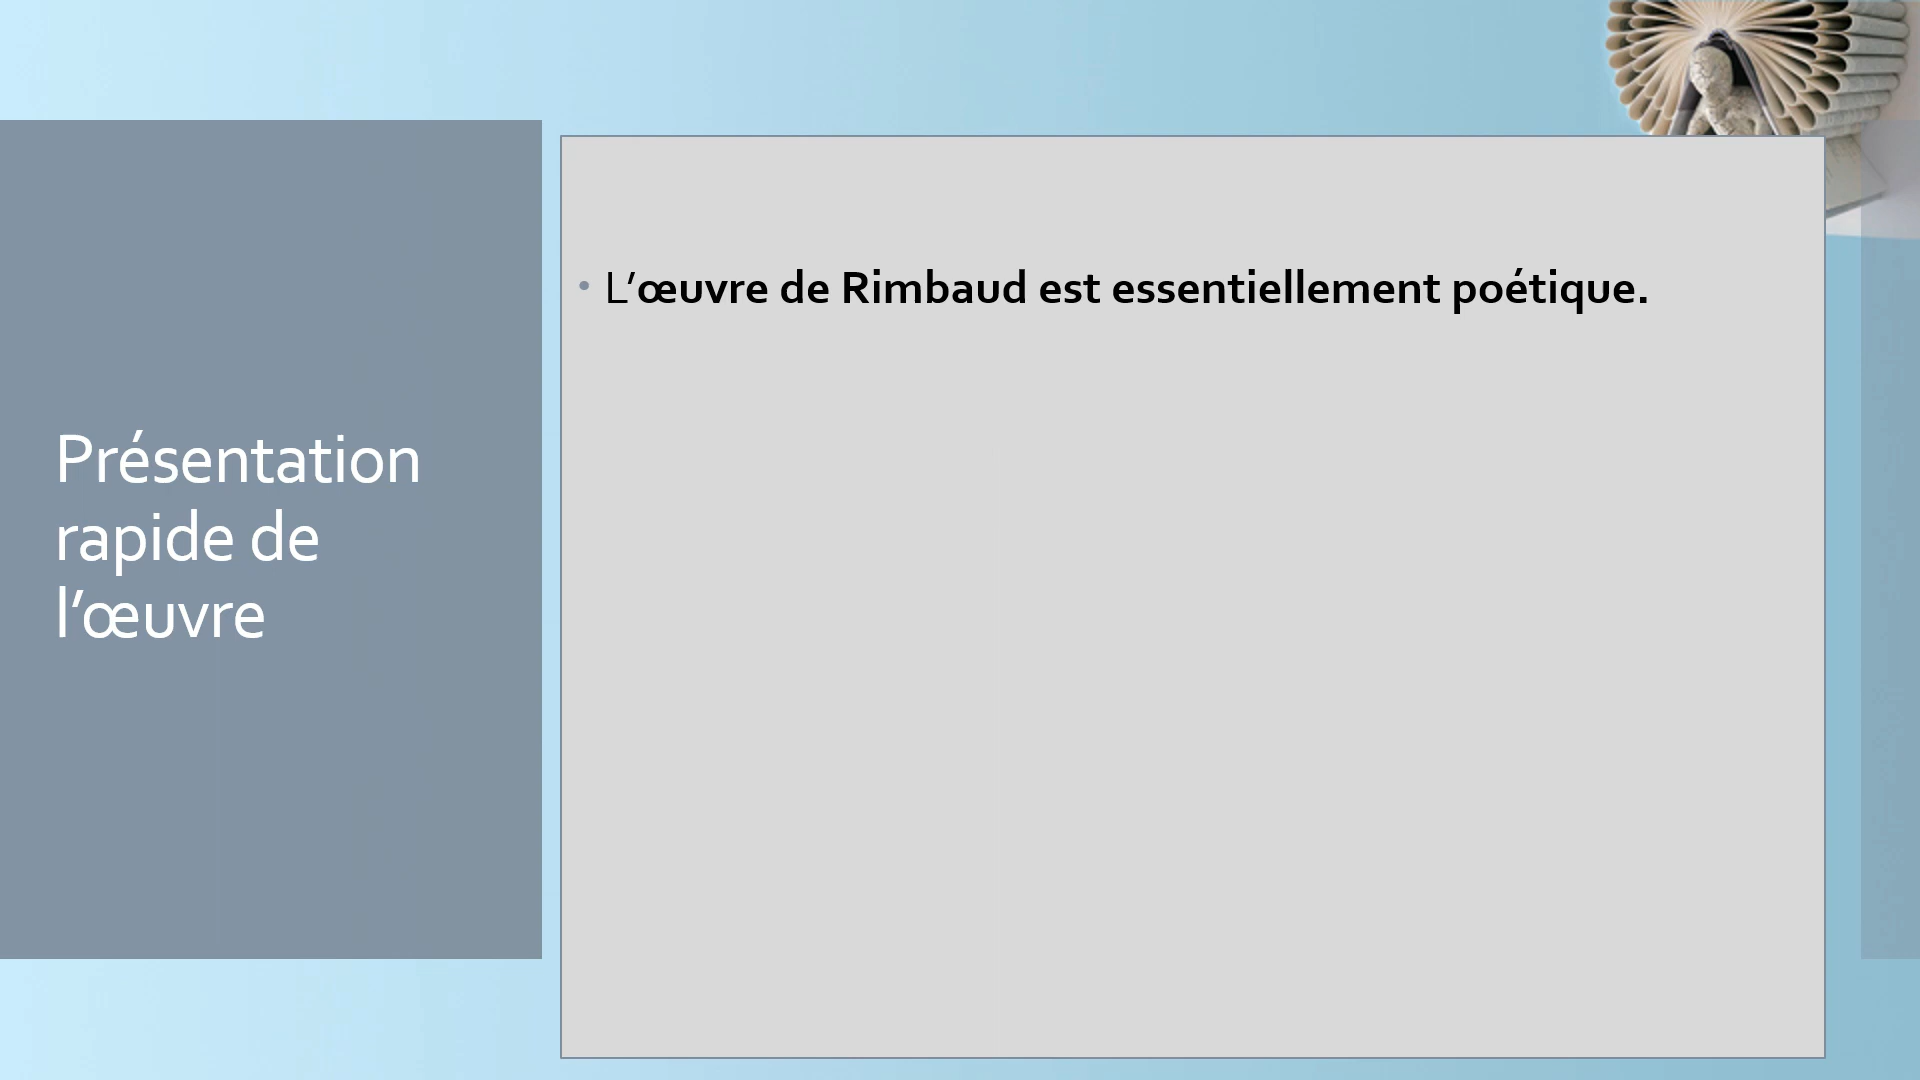 Présentation
rapide de
l’œuvre
• L’œuvre de Rimbaud est essentiellement poétique.